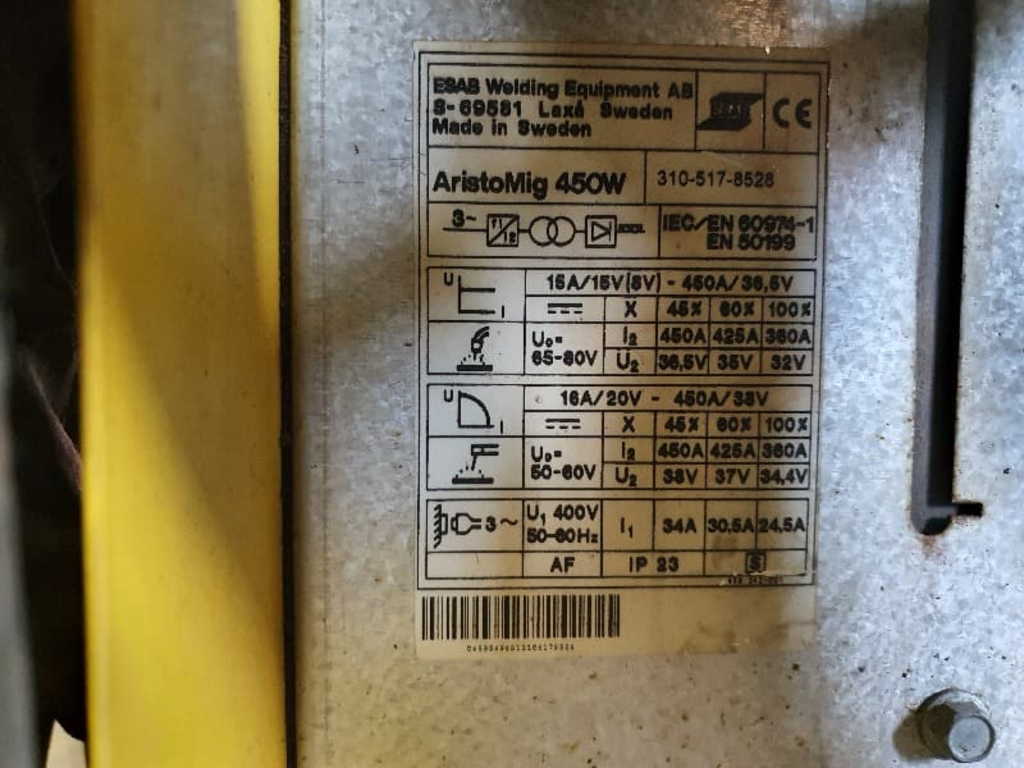 ESAB Welding Equipment AB
S-69581 Laxå Sweden
Made in Sweden
ESAB
CE
AristoMig 450W
310-517-8528
3~ f1/f2
IEC/EN 60974-1
EN 50199
U I
15A/15V(8V) - 450A/36,5V
X 45% 60% 100%
U0=
65-80V
I2 450A 425A 360A
U2 36,5V 35V 32V
U I
16A/20V - 450A/38V
X 45% 60% 100%
U0=
50-60V
I2 450A 425A 360A
U2 38V 37V 34,4V
3~
U1 400V
50-60Hz
I1 34A 30.5A 24.5A
AF IP 23 S